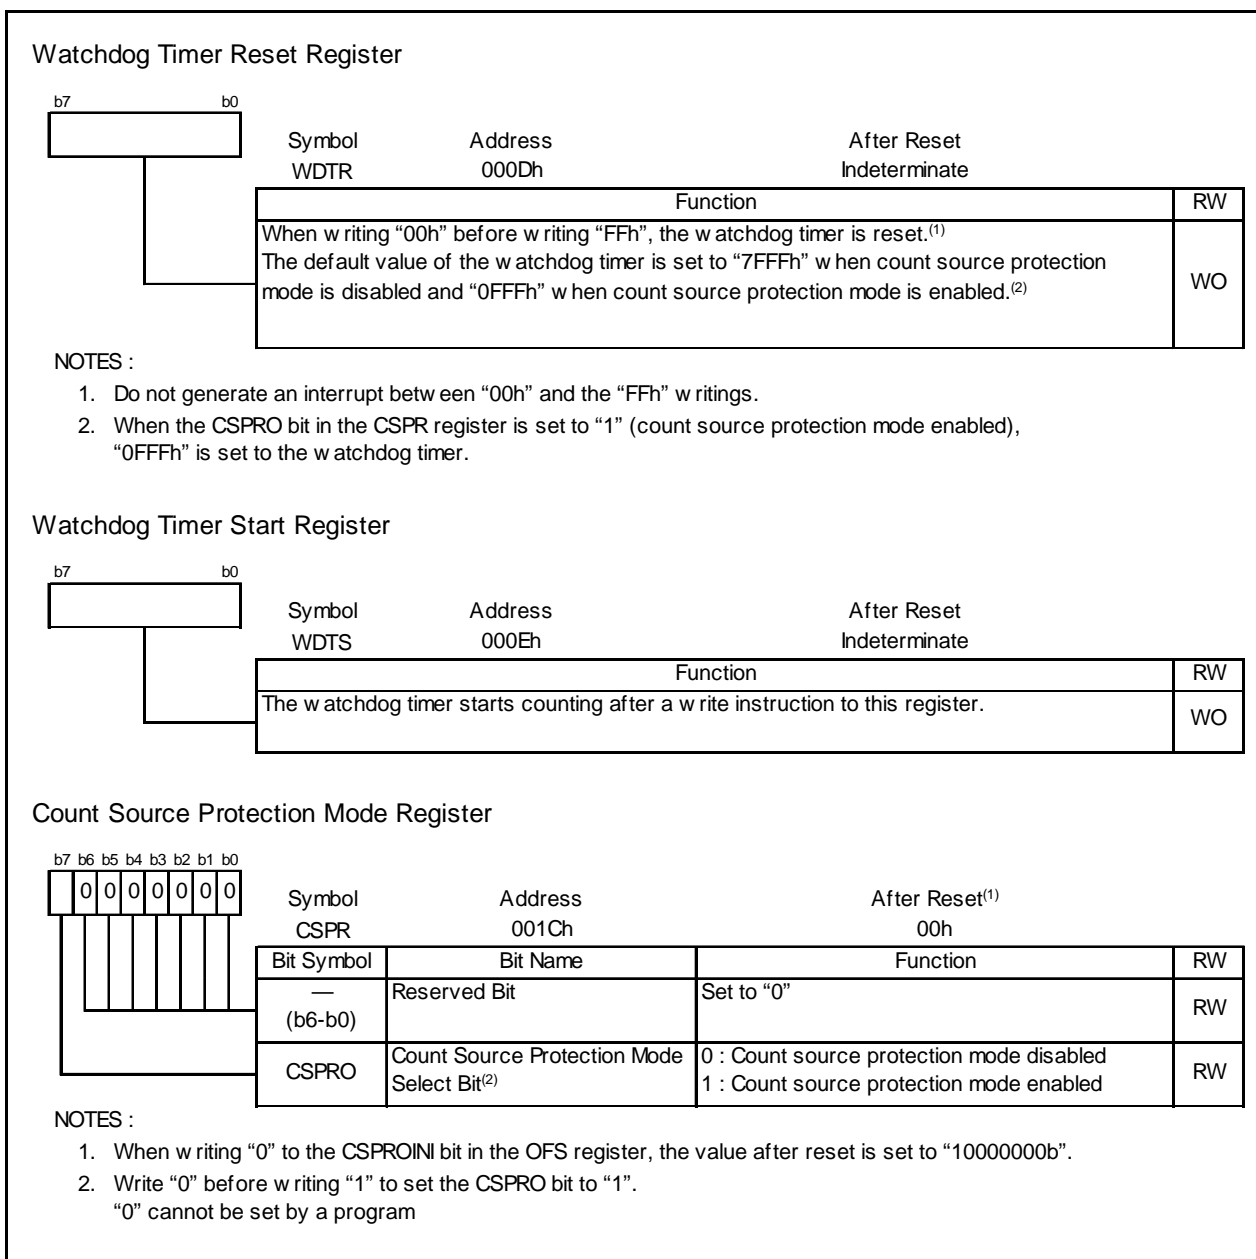 Watchdog Timer Reset Register
b7 b0
Symbol Address After Reset
WDTR 000Dh Indeterminate
Function RW
When writing “00h” before writing “FFh”, the watchdog timer is reset.(1)
The default value of the watchdog timer is set to “7FFFh” when count source protection
mode is disabled and “0FFFh” when count source protection mode is enabled.(2)
WO
NOTES :
1. Do not generate an interrupt between “00h” and the “FFh” writings.
2. When the CSPRO bit in the CSPR register is set to “1” (count source protection mode enabled),
“0FFFh” is set to the watchdog timer.
Watchdog Timer Start Register
b7 b0
Symbol Address After Reset
WDTS 000Eh Indeterminate
Function RW
The watchdog timer starts counting after a write instruction to this register.
WO
Count Source Protection Mode Register
b7 b6 b5 b4 b3 b2 b1 b0
0 0 0 0 0 0 0
Symbol Address After Reset(1)
CSPR 001Ch 00h
Bit Symbol Bit Name Function RW
— Reserved Bit Set to “0”
(b6-b0) RW
CSPRO Count Source Protection Mode 0 : Count source protection mode disabled
Select Bit(2) 1 : Count source protection mode enabled RW
NOTES :
1. When writing “0” to the CSPROINI bit in the OFS register, the value after reset is set to “10000000b”.
2. Write “0” before writing “1” to set the CSPRO bit to “1”.
“0” cannot be set by a program